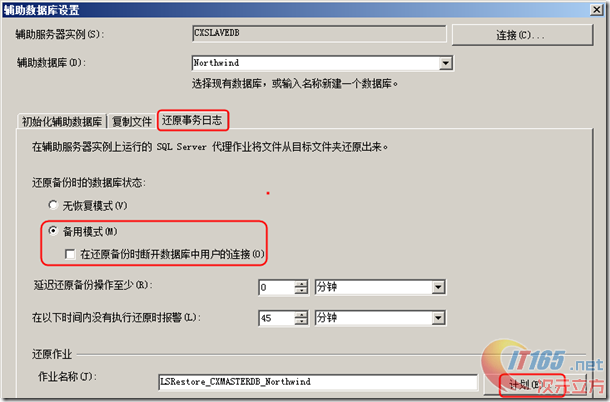 辅助数据库设置
辅助服务器实例(S): CXSLAVEDB 连接(C)...
辅助数据库(D): Northwind
选择现有数据库，或输入名称新建一个数据库。
初始化辅助数据库 复制文件 还原事务日志
在辅助服务器实例上运行的 SQL Server 代理作业将文件从目标文件夹还原出来。
还原备份时的数据库状态:
无恢复模式(V)
备用模式(M)
在还原备份时断开数据库中用户的连接(O)
延迟还原备份操作至少(R): 0 分钟
在以下时间内没有执行还原时报警(L): 45 分钟
还原作业
IT165.net
作业名称(T): LSRestore_CXMASTERDB_Northwind 计划(E)
次元立方